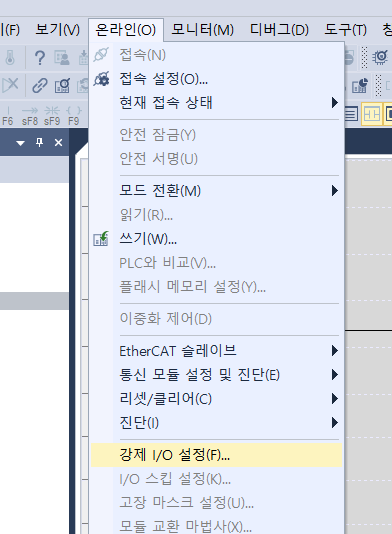 보기(V) 온라인(O) 모니터(M) 디버그(D) 도구(T)
접속(N)
접속 설정(O)...
현재 접속 상태
F6 sF8 sF9 F9
안전 잠금(Y)
안전 서명(U)
모드 전환(M)
읽기(R)...
쓰기(W)...
PLC와 비교(V)...
플래시 메모리 설정(Y)...
이중화 제어(D)
EtherCAT 슬레이브
통신 모듈 설정 및 진단(E)
리셋/클리어(C)
진단(I)
강제 I/O 설정(F)...
I/O 스킵 설정(K)...
고장 마스크 설정(U)...
모듈 교환 마법사(X)...